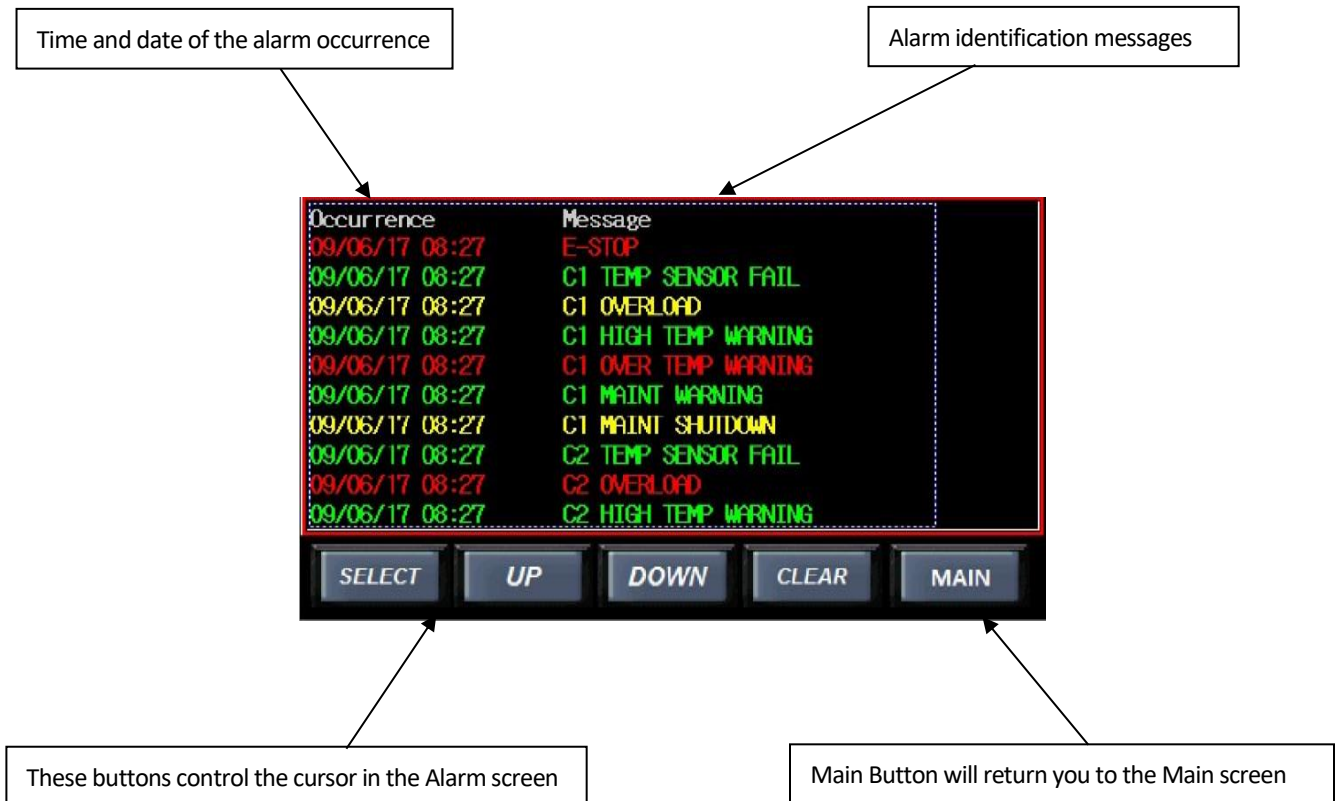 Time and date of the alarm occurrence
Alarm identification messages
Occurrence Message
09/06/17 08:27 E-STOP
09/06/17 08:27 C1 TEMP SENSOR FAIL
09/06/17 08:27 C1 OVERLOAD
09/06/17 08:27 C1 HIGH TEMP WARNING
09/06/17 08:27 C1 OVER TEMP WARNING
09/06/17 08:27 C1 MAINT WARNING
09/06/17 08:27 C1 MAINT SHUTDOWN
09/06/17 08:27 C2 TEMP SENSOR FAIL
09/06/17 08:27 C2 OVERLOAD
09/06/17 08:27 C2 HIGH TEMP WARNING
SELECT UP DOWN CLEAR MAIN
These buttons control the cursor in the Alarm screen
Main Button will return you to the Main screen